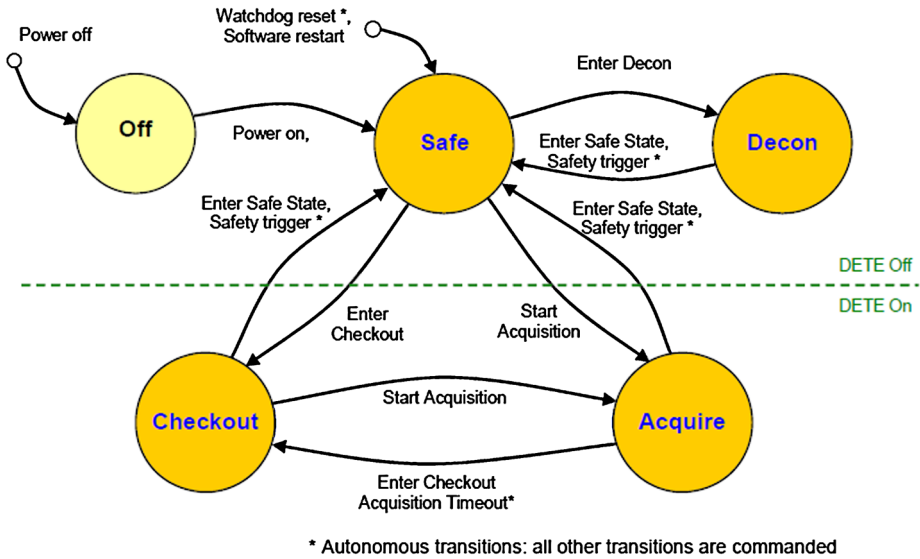 Power off
Watchdog reset *,
Software restart
Enter Decon
Off
Power on,
Safe
Enter Safe State,
Safety trigger *
Decon
Enter Safe State,
Safety trigger *
Enter Safe State,
Safety trigger *
DETE Off
DETE On
Enter
Checkout
Start
Acquisition
Checkout
Start Acquisition
Acquire
Enter Checkout
Acquisition Timeout*
* Autonomous transitions: all other transitions are commanded